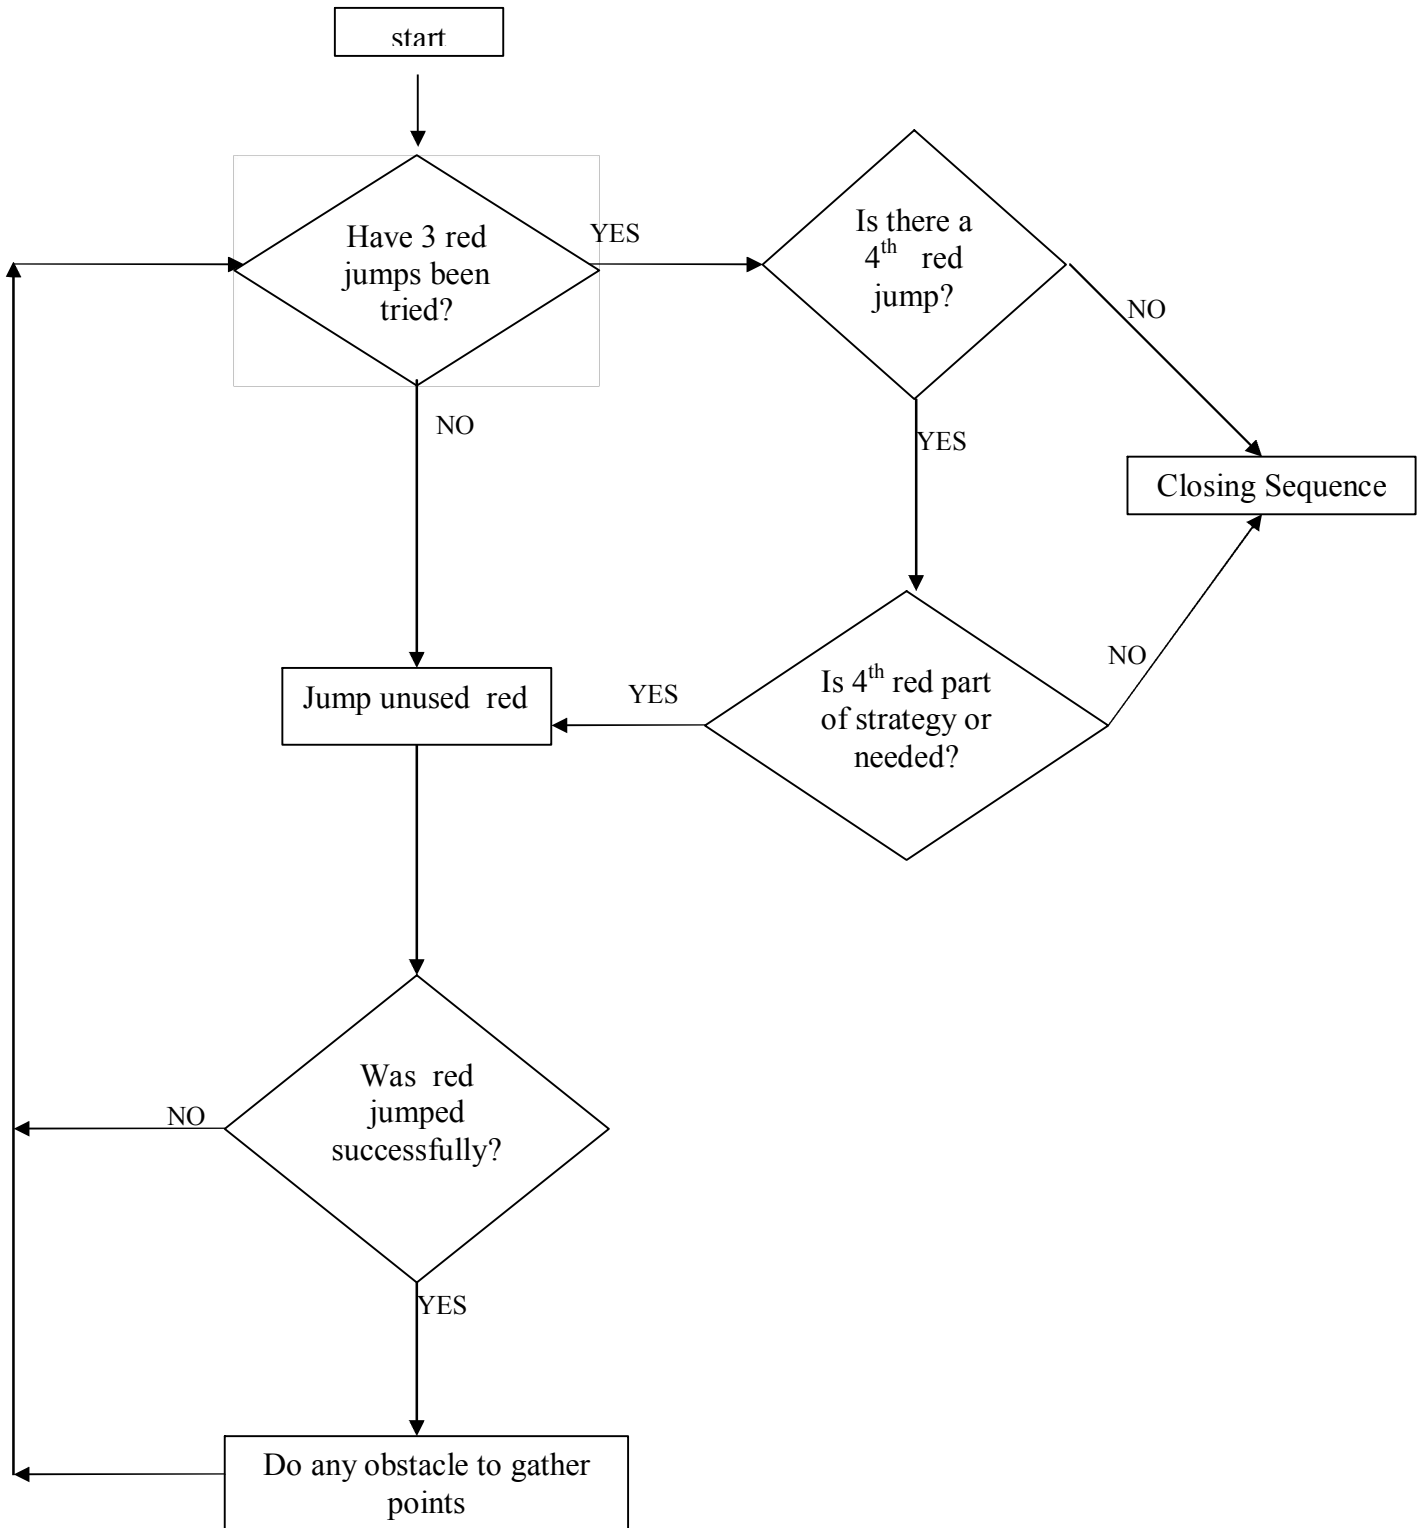 start
Have 3 red
jumps been
tried?
YES
Is there a
4th red
jump?
NO
NO
YES
Closing Sequence
Jump unused red
YES
Is 4th red part
of strategy or
needed?
NO
Was red
jumped
successfully?
NO
YES
Do any obstacle to gather
points